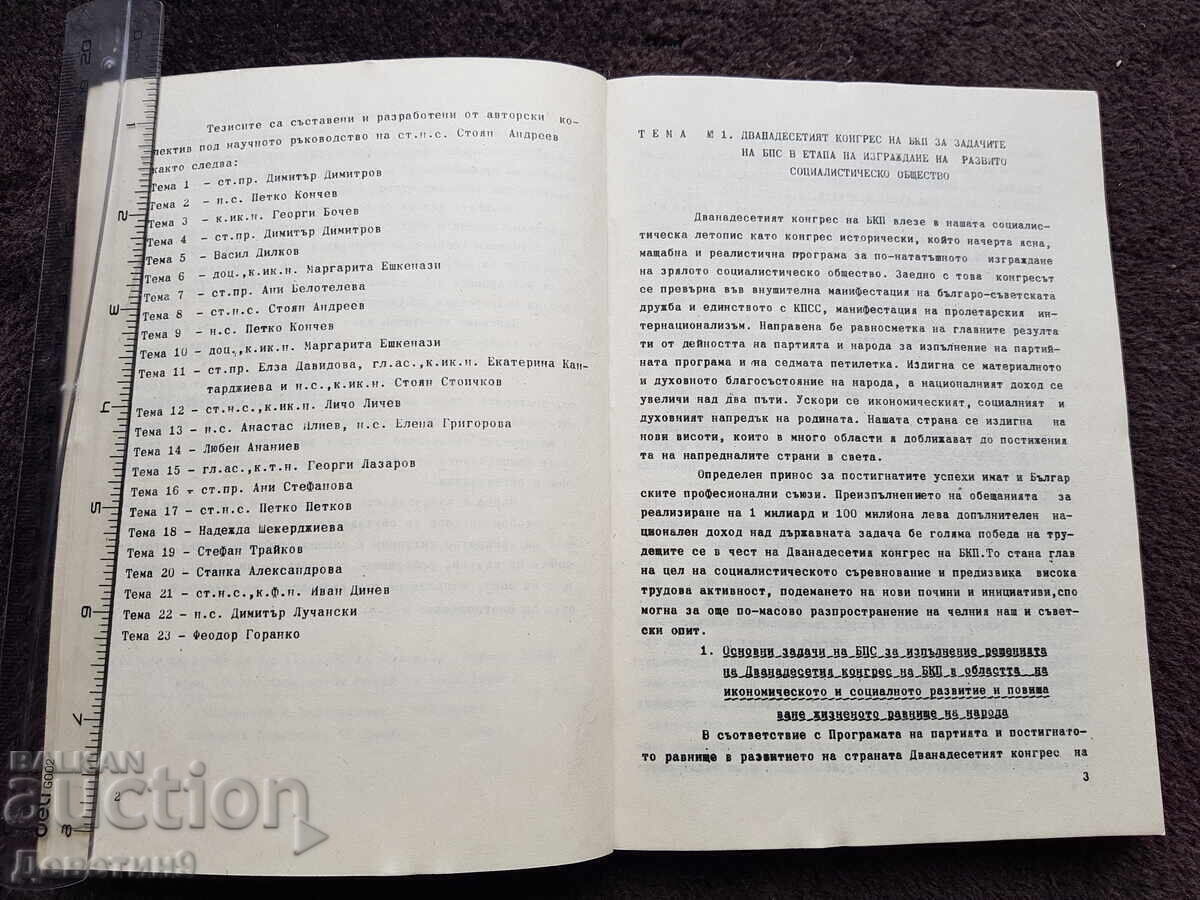 Тезисите са съставени и разработени от авторски ко-
лектив под научното ръководство на ст.н.с. Стоян Андреев
както следва:
Тема 1 – ст.пр. Димитър Димитров
Тема 2 – н.с. Петко Кончев
Тема 3 – к.ик.н. Георги Бочев
Тема 4 – ст.пр. Димитър Димитров
Тема 5 – Васил Дилков
Тема 6 – доц.,к.ик.н. Маргарита Ешкенази
Тема 7 – ст.пр. Ани Белотелева
Тема 8 – ст.н.с. Стоян Андреев
Тема 9 – н.с. Петко Кончев
Тема 10 – доц.,к.ик.н. Маргарита Ешкенази
Тема 11 – ст.пр. Елза Давидова, гл.ас.,к.ик.н. Екатерина Кан-
тарджиева и н.с.,к.ик.н. Стоян Стоичков
Тема 12 – ст.н.с.,к.ик.н. Личо Личев
Тема 13 – н.с. Анастас Илиев, н.с. Елена Григорова
Тема 14 – Любен Ананиев
Тема 15 – гл.ас.,к.т.н. Георги Лазаров
Тема 16 – ст.пр. Ани Стефанова
Тема 17 – ст.н.с. Петко Петков
Тема 18 – Надежда Шекерджиева
Тема 19 – Стефан Трайков
Тема 20 – Станка Александрова
Тема 21 – ст.н.с.,к.ф.н. Иван Динев
Тема 22 – н.с. Димитър Лучански
Тема 23 – Феодор Горанко
2
ТЕМА № 1. ДВАНАДЕСЕТИЯТ КОНГРЕС НА БКП ЗА ЗАДАЧИТЕ
НА БПС В ЕТАПА НА ИЗГРАЖДАНЕ НА РАЗВИТО
СОЦИАЛИСТИЧЕСКО ОБЩЕСТВО
Дванадесетият конгрес на БКП влезе в нашата социалис-
тическа летопис като конгрес исторически, който начерта ясна,
мащабна и реалистична програма за по-нататъшното изграждане
на зрялото социалистическо общество. Заедно с това конгресът
се превърна във внушителна манифестация на българо-съветската
дружба и единството с КПСС, манифестация на пролетарския ин-
тернационализъм. Направена бе равносметка на главните резулта
ти от дейността на партията и народа за изпълнение на партий-
ната програма и на седмата петилетка. Издигна се материалното
и духовното благосъстояние на народа, а националният доход се
увеличи над два пъти. Ускори се икономическият, социалният и
духовният напредък на родината. Нашата страна се издигна на
нови висоти, които в много области я доближават до постижения
та на напредналите страни в света.
Определен принос за постигнатите успехи имат и Българ
ските професионални съюзи. Преизпълнението на обещанията за
реализиране на 1 милиард и 100 милиона лева допълнителен на-
ционален доход над държавната задача бе голяма победа на тру-
дещите се в чест на Дванадесетия конгрес на БКП.То стана глав
на цел на социалистическото съревнование и предизвика висока
трудова активност, подемането на нови почини и инициативи,спо
могна за още по-масово разпространение на челния наш и съвет-
ски опит.
1. Основни задачи на БПС за изпълнение решенията
на Дванадесетия конгрес на БКП в областта на
икономическото и социалното развитие и повиша
ване жизненото равнище на народа
В съответствие с Програмата на партията и постигнато-
то равнище в развитието на страната Дванадесетият конгрес на
3
BALKAN
auction
Деветин9